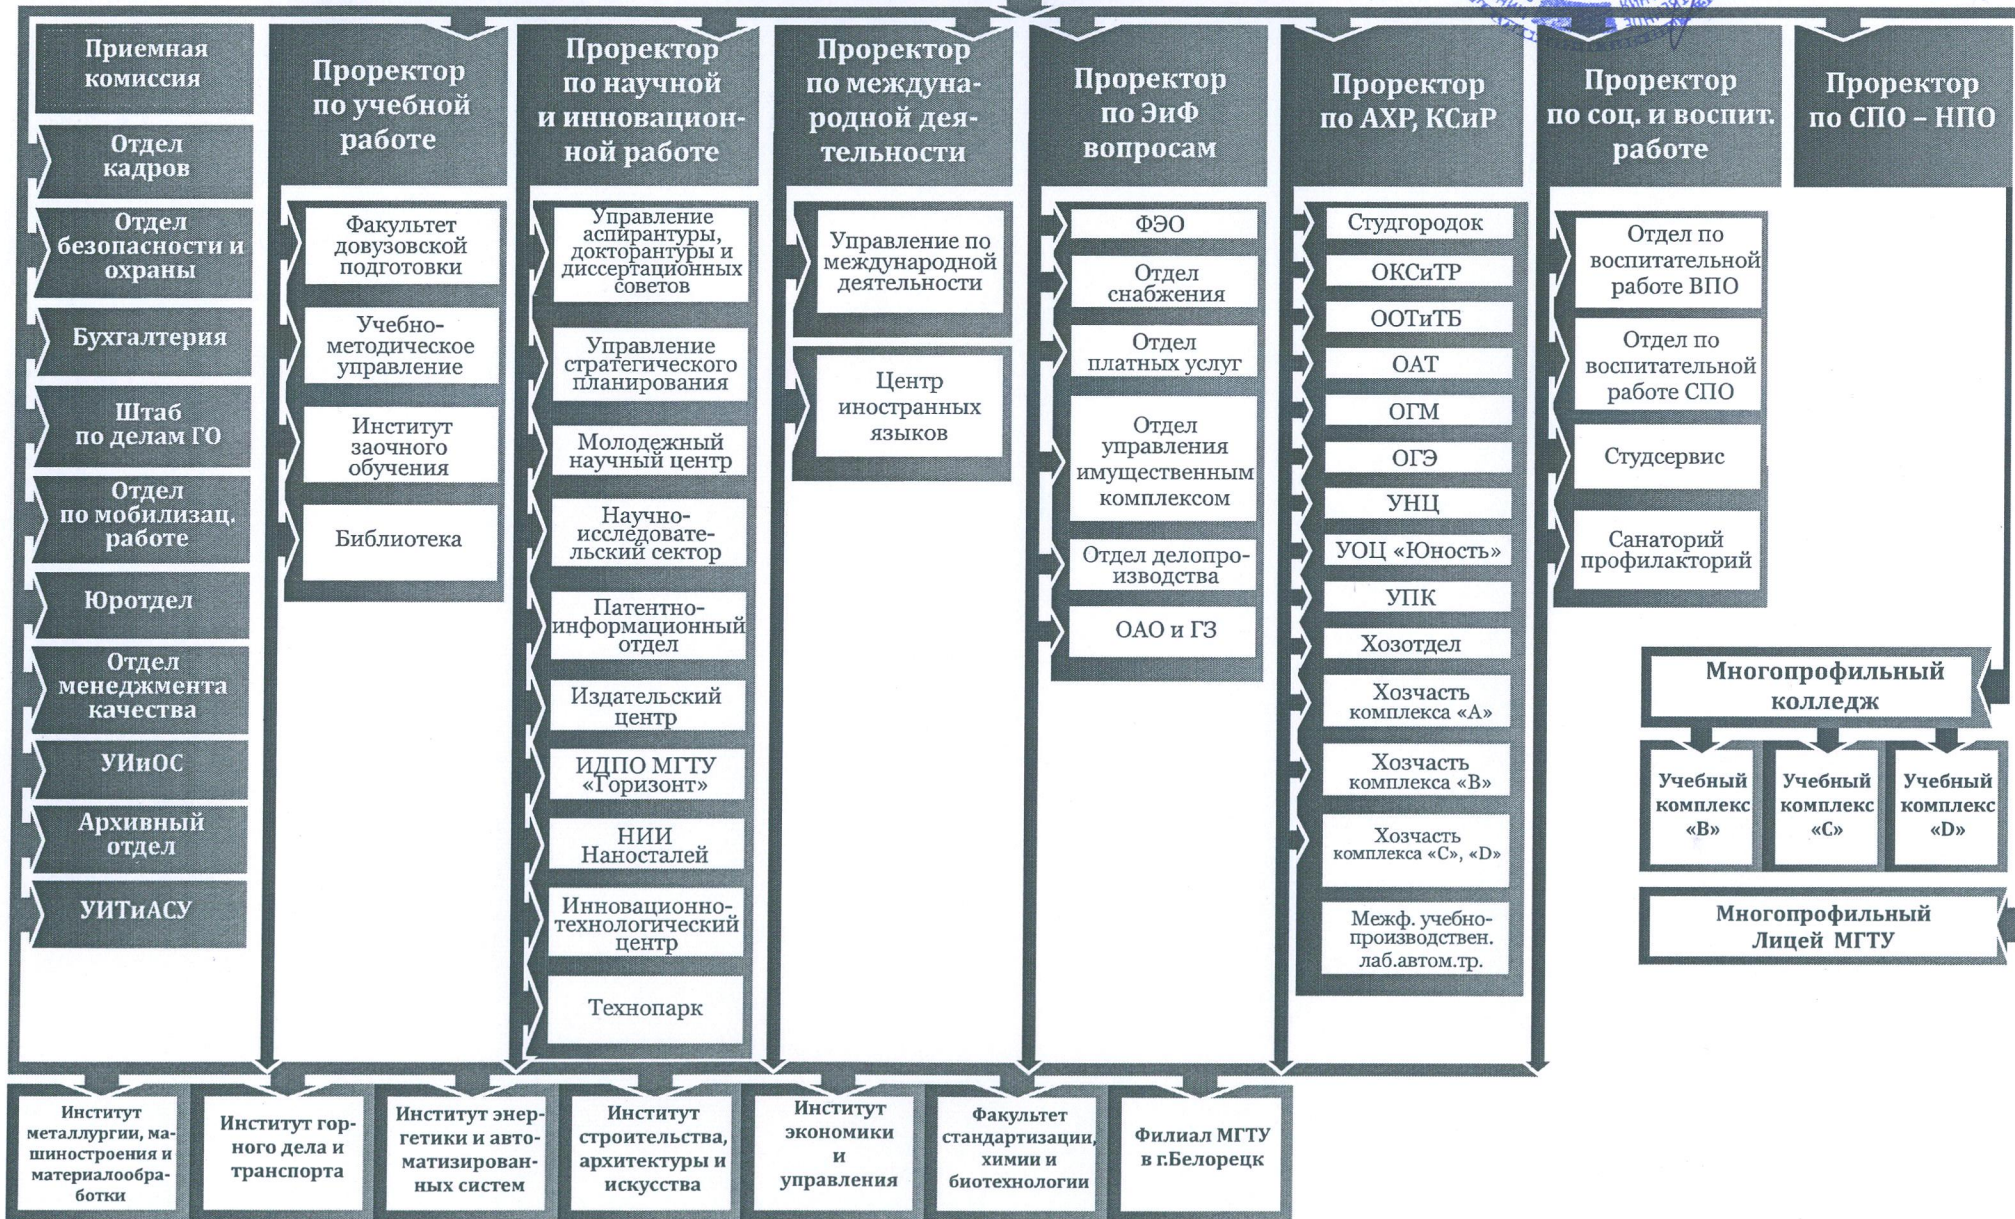 Приемная
комиссия
Отдел
кадров
Отдел
безопасности и
охраны
Бухгалтерия
Штаб
по делам ГО
Отдел
по мобилизац.
работе
Юротдел
Отдел
менеджмента
качества
УИиОС
Архивный
отдел
УИТиАСУ
Проректор
по учебной
работе
Факультет
довузовской
подготовки
Учебно-
методическое
управление
Институт
заочного
обучения
Библиотека
Проректор
по научной
и инновацион-
ной работе
Управление
аспирантуры,
докторантуры и
диссертационных
советов
Управление
стратегического
планирования
Молодежный
научный центр
Научно-
исследовате-
льский сектор
Патентно-
информационный
отдел
Издательский
центр
ИДПО МГТУ
«Горизонт»
НИИ
Наносталей
Инновационно-
технологический
центр
Технопарк
Проректор
по междуна-
родной дея-
тельности
Управление по
международной
деятельности
Центр
иностранных
языков
Проректор
по ЭиФ
вопросам
ФЭО
Отдел
снабжения
Отдел
платных услуг
Отдел
управления
имущественным
комплексом
Отдел делопро-
изводства
ОАО и ГЗ
Проректор
по АХР, КСиР
Студгородок
ОКСиТР
ООТиТБ
ОАТ
ОГМ
ОГЭ
УНЦ
УОЦ «Юность»
УПК
Хозотдел
Хозчасть
комплекса «А»
Хозчасть
комплекса «В»
Хозчасть
комплекса «С», «D»
Межф. учебно-
производствен.
лаб.автом.тр.
Проректор
по соц. и воспит.
работе
Отдел по
воспитательной
работе ВПО
Отдел по
воспитательной
работе СПО
Студсервис
Санаторий
профилакторий
Проректор
по СПО – НПО
Многопрофильный
колледж
Учебный
комплекс
«В»
Учебный
комплекс
«С»
Учебный
комплекс
«D»
Многопрофильный
Лицей МГТУ
Институт
металлургии, ма-
шиностроения и
материалообра-
ботки
Институт гор-
ного дела и
транспорта
Институт энер-
гетики и авто-
матизирован-
ных систем
Институт
строительства,
архитектуры и
искусства
Институт
экономики
и
управления
Факультет
стандартизации,
химии и
биотехнологии
Филиал МГТУ
в г.Белорецк